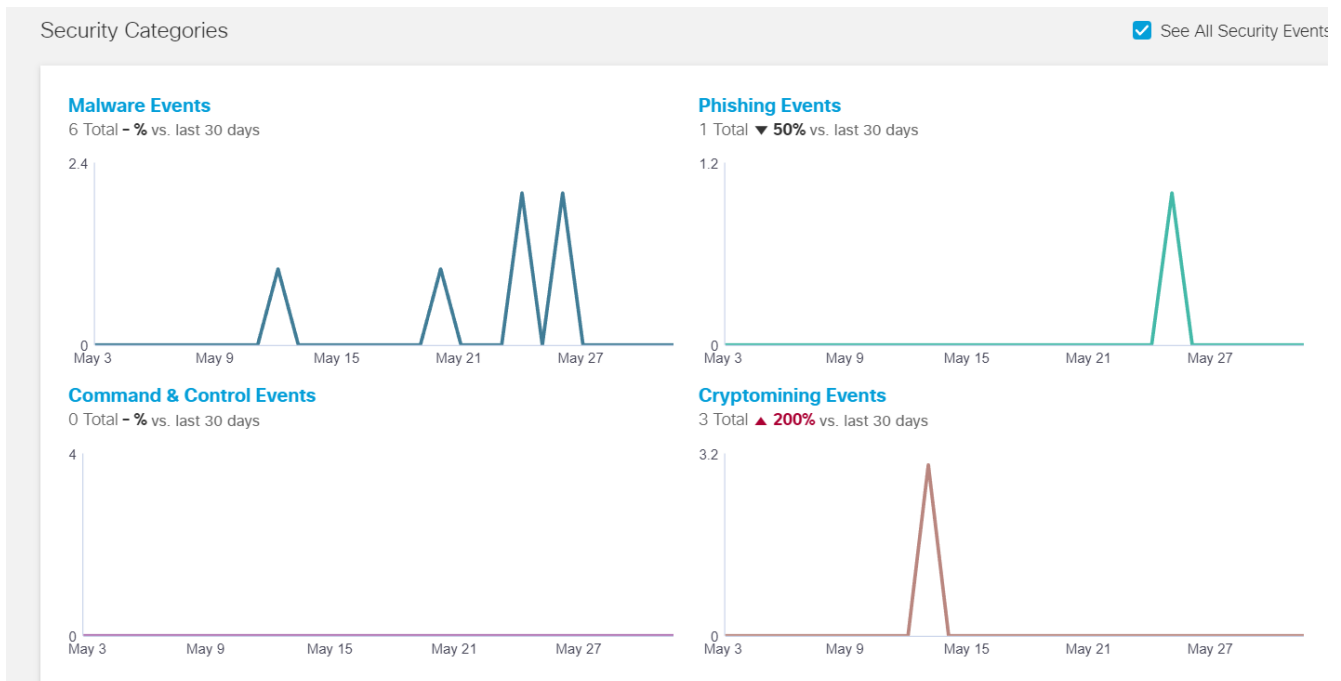 Security Categories
See All Security Events
Malware Events
6 Total - % vs. last 30 days
2.4
0
May 3 May 9 May 15 May 21 May 27
Phishing Events
1 Total ▼ 50% vs. last 30 days
1.2
0
May 3 May 9 May 15 May 21 May 27
Command & Control Events
0 Total - % vs. last 30 days
4
0
May 3 May 9 May 15 May 21 May 27
Cryptomining Events
3 Total ▲ 200% vs. last 30 days
3.2
0
May 3 May 9 May 15 May 21 May 27